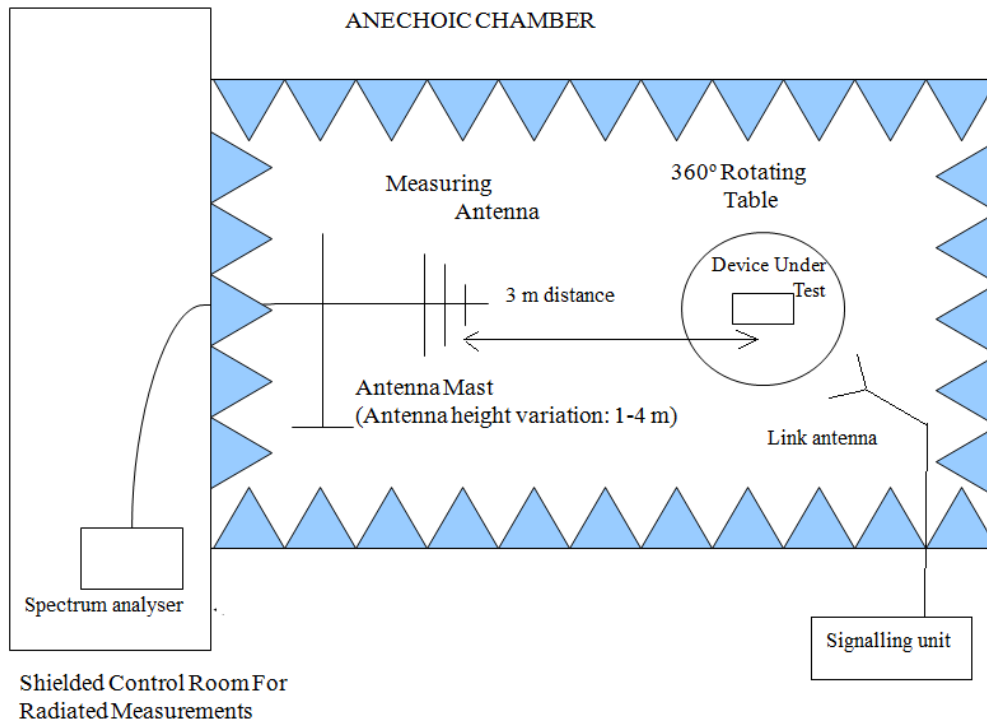 ANECHOIC CHAMBER
360º Rotating
Table
Measuring
Antenna
Device Under
Test
3 m distance
Antenna Mast
(Antenna height variation: 1-4 m)
Link antenna
Spectrum analyser
Signalling unit
Shielded Control Room For
Radiated Measurements